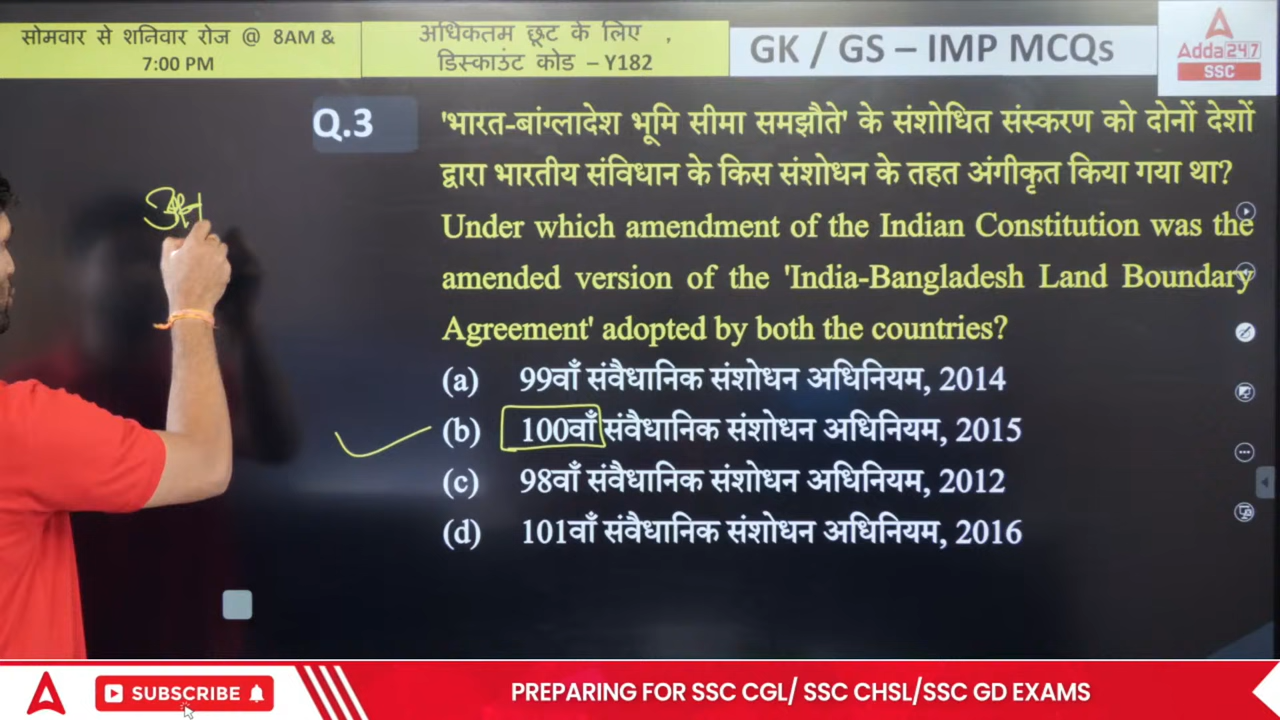 सोमवार से शनिवार रोज @ 8AM &
7:00 PM
अधिकतम छूट के लिए ,
डिस्काउंट कोड – Y182
GK / GS – IMP MCQs
Adda247
SSC
Q.3
'भारत-बांग्लादेश भूमि सीमा समझौते' के संशोधित संस्करण को दोनों देशों
द्वारा भारतीय संविधान के किस संशोधन के तहत अंगीकृत किया गया था?
Under which amendment of the Indian Constitution was the
amended version of the 'India-Bangladesh Land Boundary
Agreement' adopted by both the countries?
(a) 99वाँ संवैधानिक संशोधन अधिनियम, 2014
(b) 100वाँ संवैधानिक संशोधन अधिनियम, 2015
(c) 98वाँ संवैधानिक संशोधन अधिनियम, 2012
(d) 101वाँ संवैधानिक संशोधन अधिनियम, 2016
SUBSCRIBE
PREPARING FOR SSC CGL/ SSC CHSL/SSC GD EXAMS